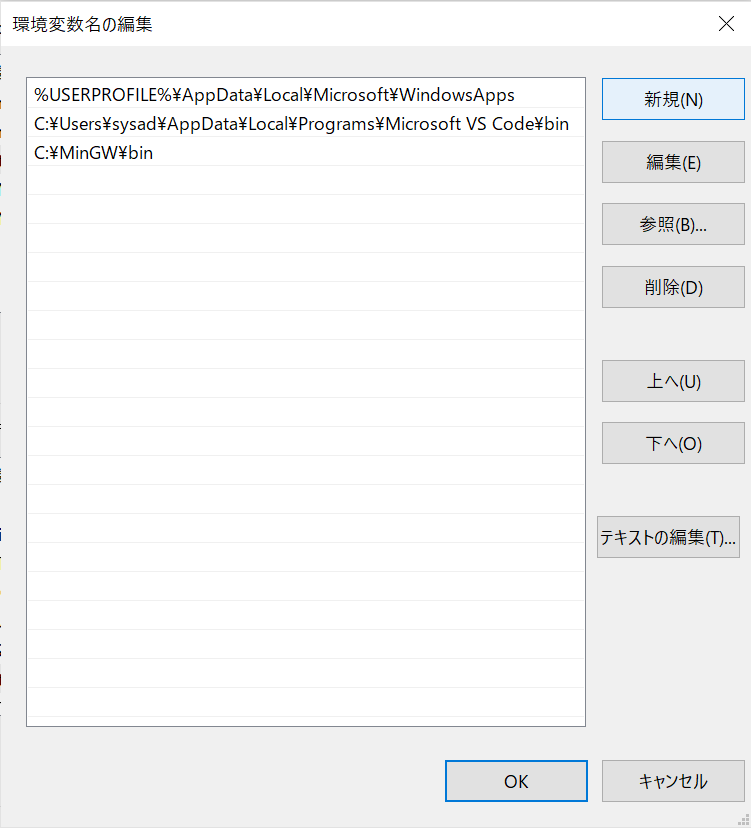 環境変数名の編集
%USERPROFILE%¥AppData¥Local¥Microsoft¥WindowsApps
C:¥Users¥sysad¥AppData¥Local¥Programs¥Microsoft VS Code¥bin
C:¥MinGW¥bin
新規(N)
編集(E)
参照(B)...
削除(D)
上へ(U)
下へ(O)
テキストの編集(T)...
OK
キャンセル